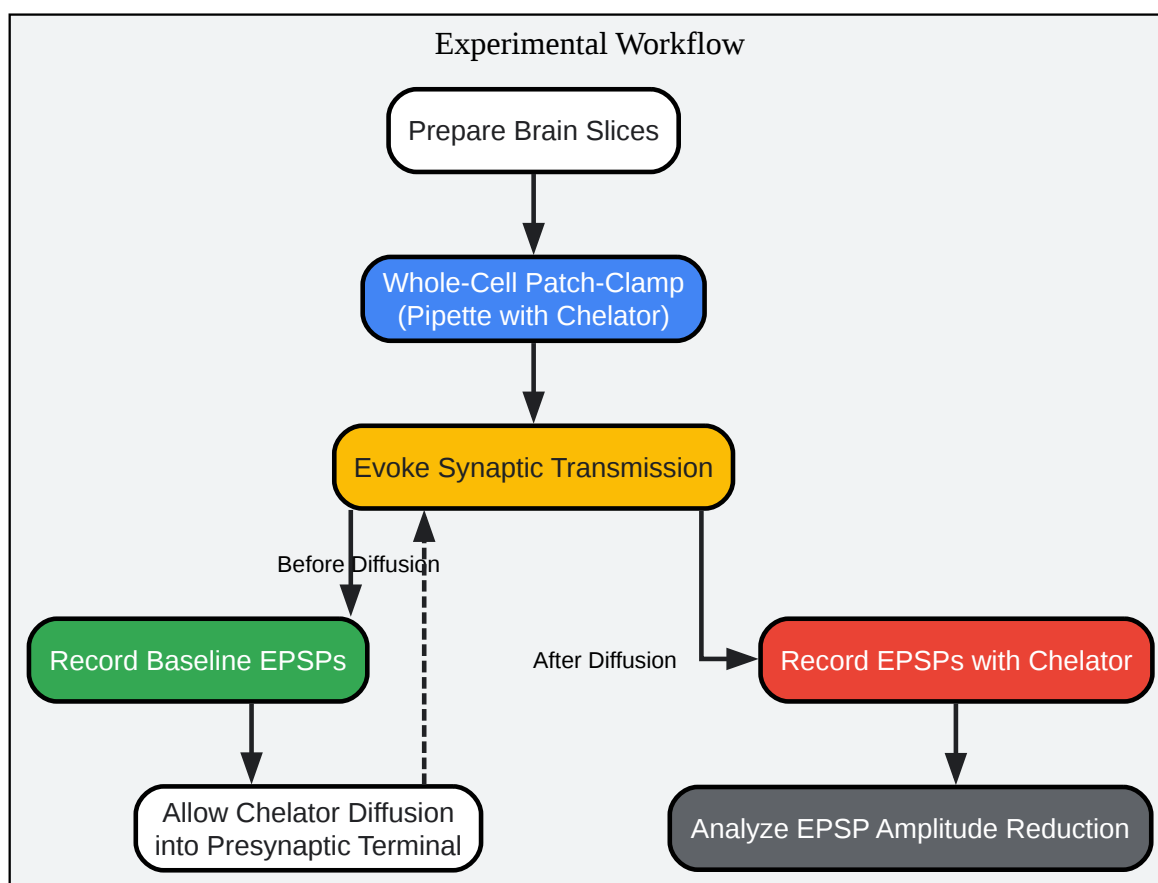 Experimental Workflow
Prepare Brain Slices
Whole-Cell Patch-Clamp
(Pipette with Chelator)
Evoke Synaptic Transmission
Before Diffusion
After Diffusion
Record Baseline EPSPs
Record EPSPs with Chelator
Allow Chelator Diffusion
into Presynaptic Terminal
Analyze EPSP Amplitude Reduction